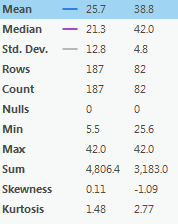 Mean 25.7 38.8
Median 21.3 42.0
Std. Dev. 12.8 4.8
Rows 187 82
Count 187 82
Nulls 0 0
Min 5.5 25.6
Max 42.0 42.0
Sum 4,806.4 3,183.0
Skewness 0.11 -1.09
Kurtosis 1.48 2.77